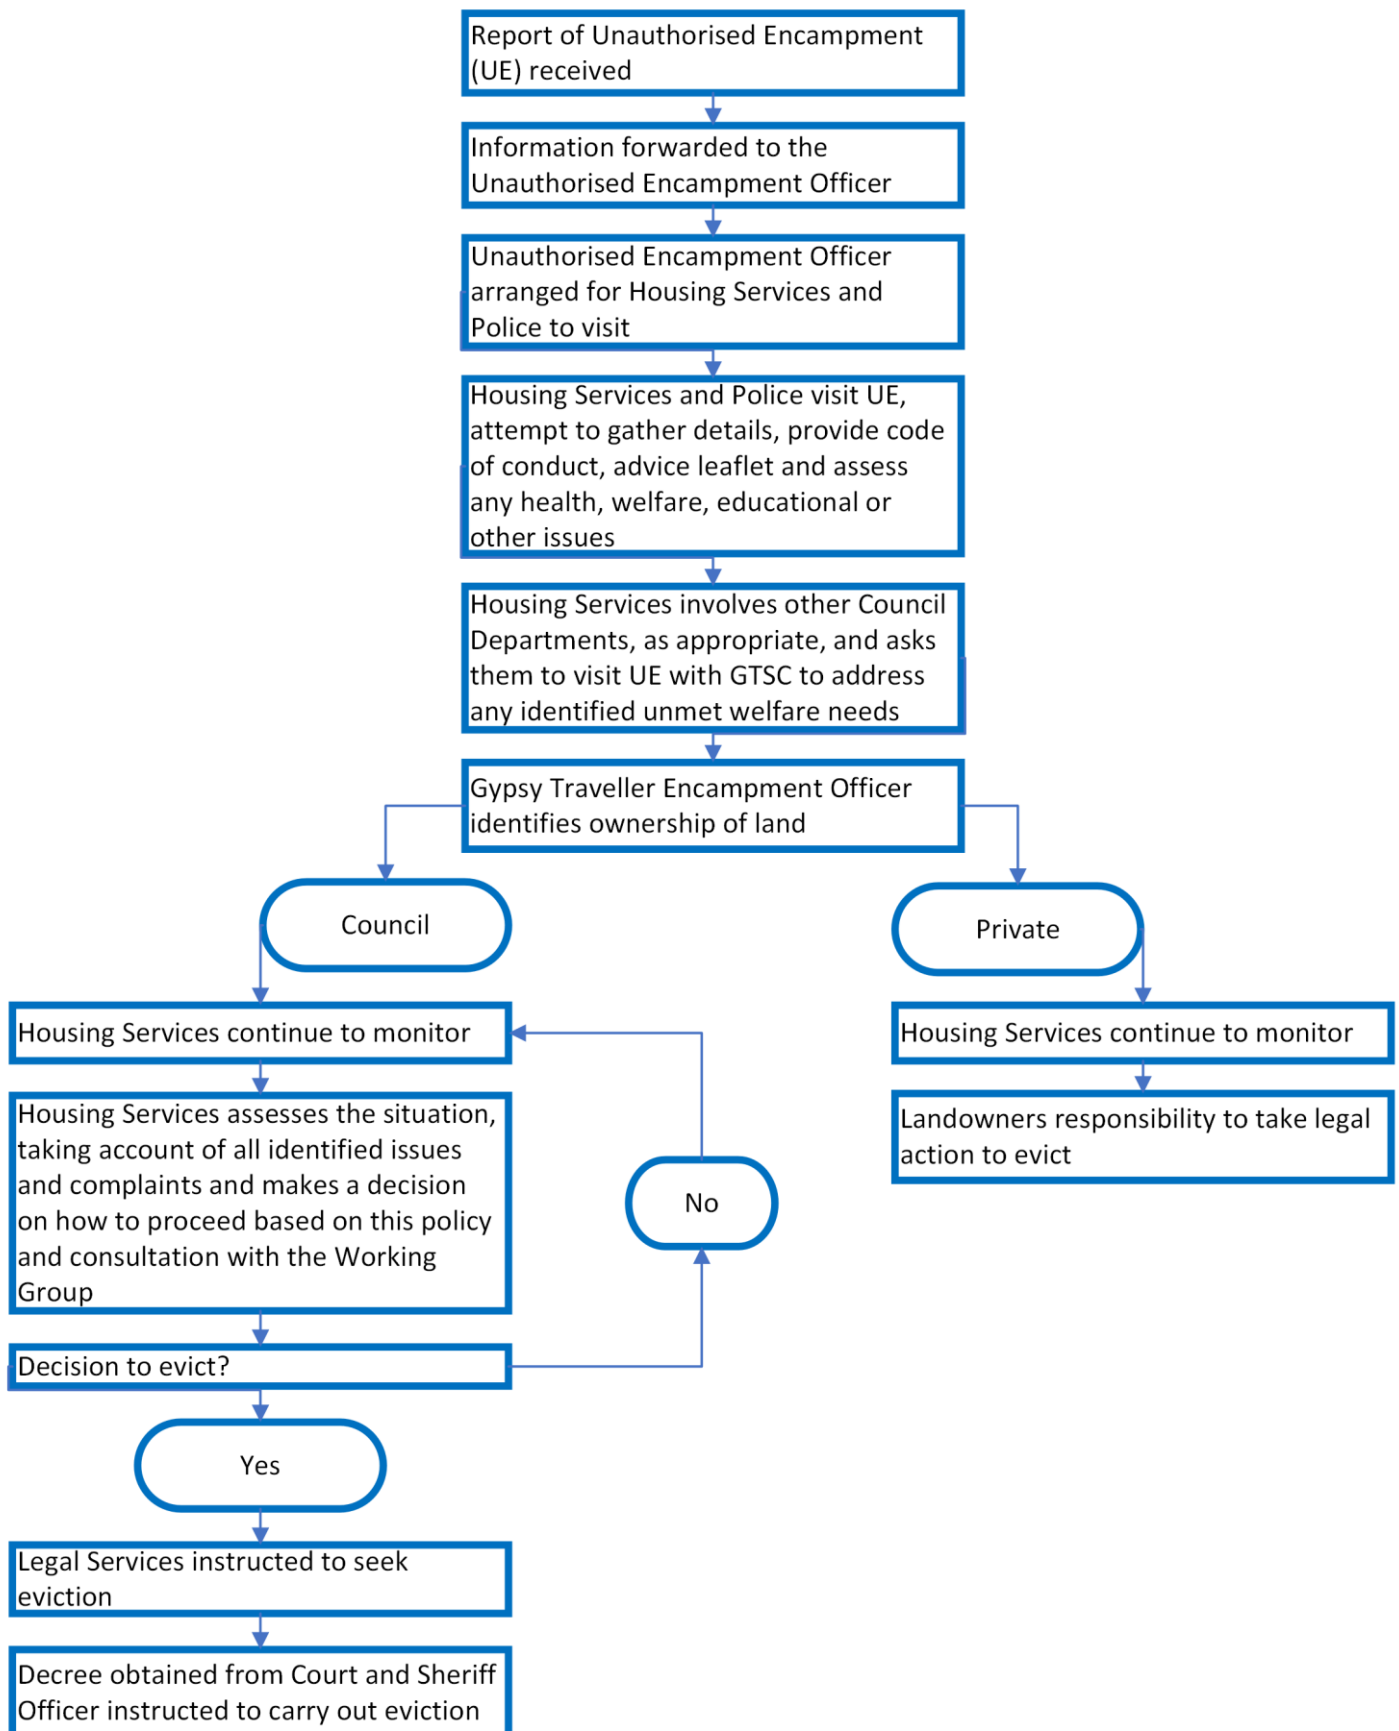 Report of Unauthorised Encampment
(UE) received
Information forwarded to the
Unauthorised Encampment Officer
Unauthorised Encampment Officer
arranged for Housing Services and
Police to visit
Housing Services and Police visit UE,
attempt to gather details, provide code
of conduct, advice leaflet and assess
any health, welfare, educational or
other issues
Housing Services involves other Council
Departments, as appropriate, and asks
them to visit UE with GTSC to address
any identified unmet welfare needs
Gypsy Traveller Encampment Officer
identifies ownership of land
Council
Housing Services continue to monitor
Housing Services assesses the situation,
taking account of all identified issues
and complaints and makes a decision
on how to proceed based on this policy
and consultation with the Working
Group
Decision to evict?
No
Yes
Legal Services instructed to seek
eviction
Decree obtained from Court and Sheriff
Officer instructed to carry out eviction
Private
Housing Services continue to monitor
Landowners responsibility to take legal
action to evict